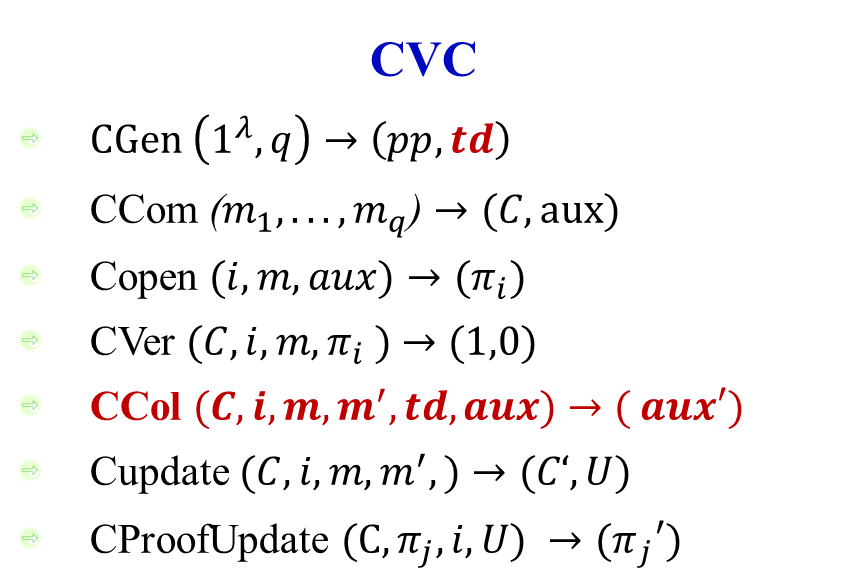 CVC
CGen (1^λ, q) → (pp, td)
CCom (m₁, . . . , m_q) → (C, aux)
Copen (i, m, aux) → (π_i)
CVer (C, i, m, π_i ) → (1,0)
CCol (C, i, m, m′, td, aux) → ( aux′)
Cupdate (C, i, m, m′, ) → (C‘, U)
CProofUpdate (C, π_j, i, U) → (π_j′)